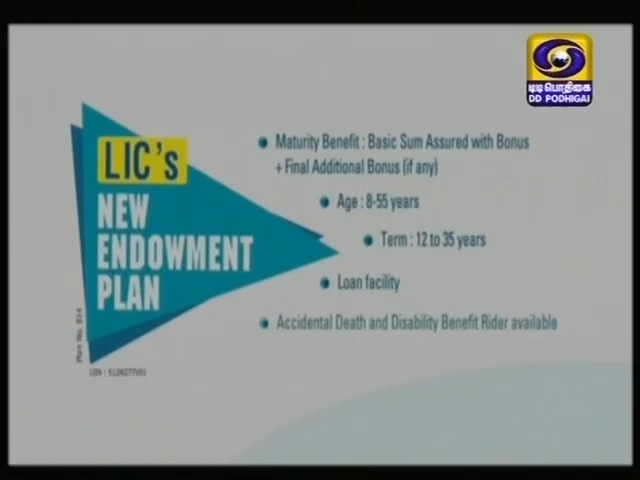 டிடி பொதிகை
DD PODHIGAI
LIC's
NEW
ENDOWMENT
PLAN
Plan No. 814
UIN : 512N277V01
Maturity Benefit : Basic Sum Assured with Bonus
+ Final Additional Bonus (if any)
Age : 8-55 years
Term : 12 to 35 years
Loan facility
Accidental Death and Disability Benefit Rider available